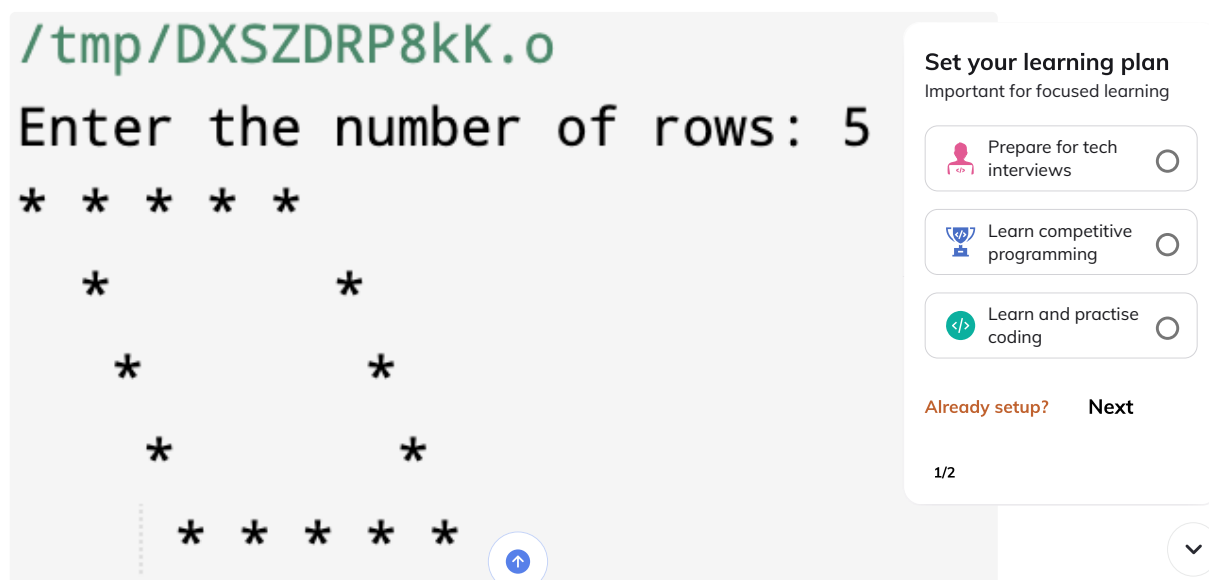 /tmp/DXSZDRP8kK.o
Enter the number of rows: 5
* * * * *
  *       *
   *       *
    *       *
     * * * * *
Set your learning plan
Important for focused learning
Prepare for tech
interviews
Learn competitive
programming
Learn and practise
coding
Already setup? Next
1/2